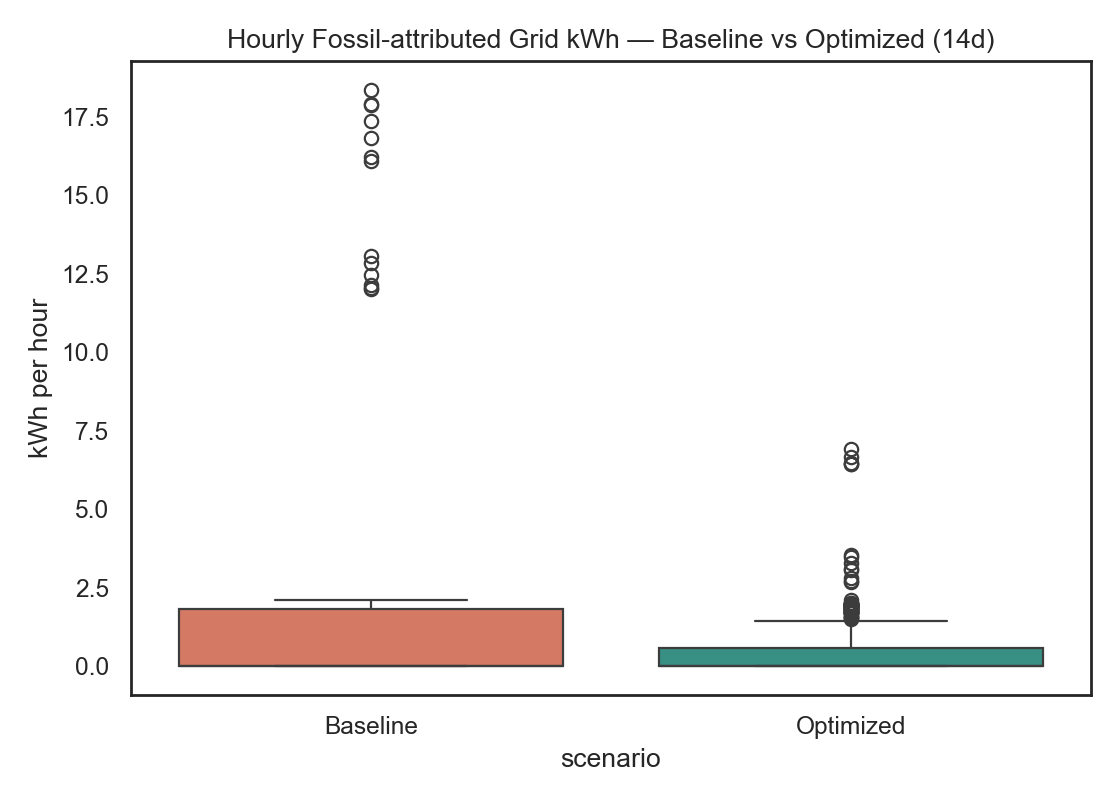 Hourly Fossil-attributed Grid kWh — Baseline vs Optimized (14d)
kWh per hour
17.5
15.0
12.5
10.0
7.5
5.0
2.5
0.0
Baseline
Optimized
scenario